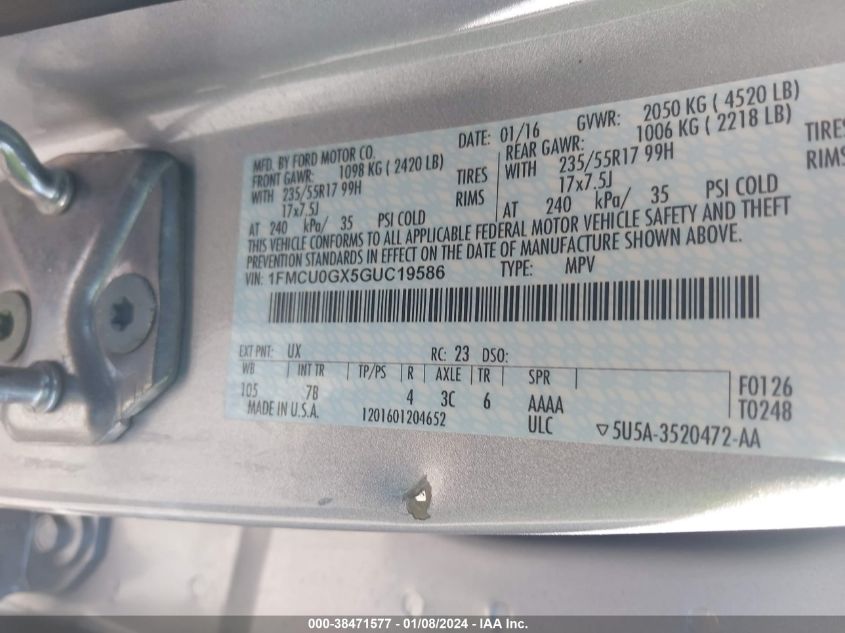 MFD. BY FORD MOTOR CO.
DATE: 01/16 GVWR: 2050 KG ( 4520 LB)
FRONT GAWR: 1098 KG ( 2420 LB)
REAR GAWR: 1006 KG ( 2218 LB)
WITH 235/55R17 99H TIRES
WITH 235/55R17 99H TIRES
17x7.5J RIMS
17x7.5J RIMS
AT 240 kPa/ 35 PSI COLD
AT 240 kPa/ 35 PSI COLD
THIS VEHICLE CONFORMS TO ALL APPLICABLE FEDERAL MOTOR VEHICLE SAFETY AND THEFT
PREVENTION STANDARDS IN EFFECT ON THE DATE OF MANUFACTURE SHOWN ABOVE.
VIN: 1FMCU0GX5GUC19586 TYPE: MPV
EXT PNT: UX RC: 23 DSO:
WB INT TR TP/PS R AXLE TR SPR
105 7B 4 3C 6 AAAA F0126
MADE IN U.S.A. 1201601204652 ULC T0248
5U5A-3520472-AA
000-38471577 — 01/08/2024 — IAA Inc.